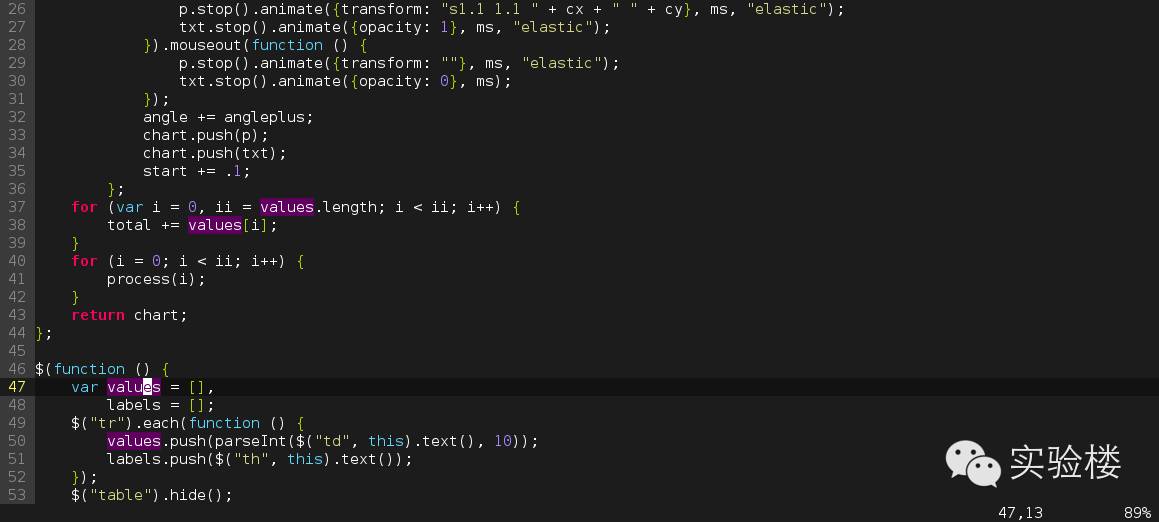 26                 p.stop().animate({transform: "s1.1 1.1 " + cx + " " + cy}, ms, "elastic");
27                 txt.stop().animate({opacity: 1}, ms, "elastic");
28             }).mouseout(function () {
29                 p.stop().animate({transform: ""}, ms, "elastic");
30                 txt.stop().animate({opacity: 0}, ms);
31             });
32             angle += angleplus;
33             chart.push(p);
34             chart.push(txt);
35             start += .1;
36         };
37     for (var i = 0, ii = values.length; i < ii; i++) {
38         total += values[i];
39     }
40     for (i = 0; i < ii; i++) {
41         process(i);
42     }
43     return chart;
44 };
45
46 $(function () {
47     var values = [],
48         labels = [];
49     $("tr").each(function () {
50         values.push(parseInt($("td", this).text(), 10));
51         labels.push($("th", this).text());
52     });
53     $("table").hide();
实验楼
47,13 89%